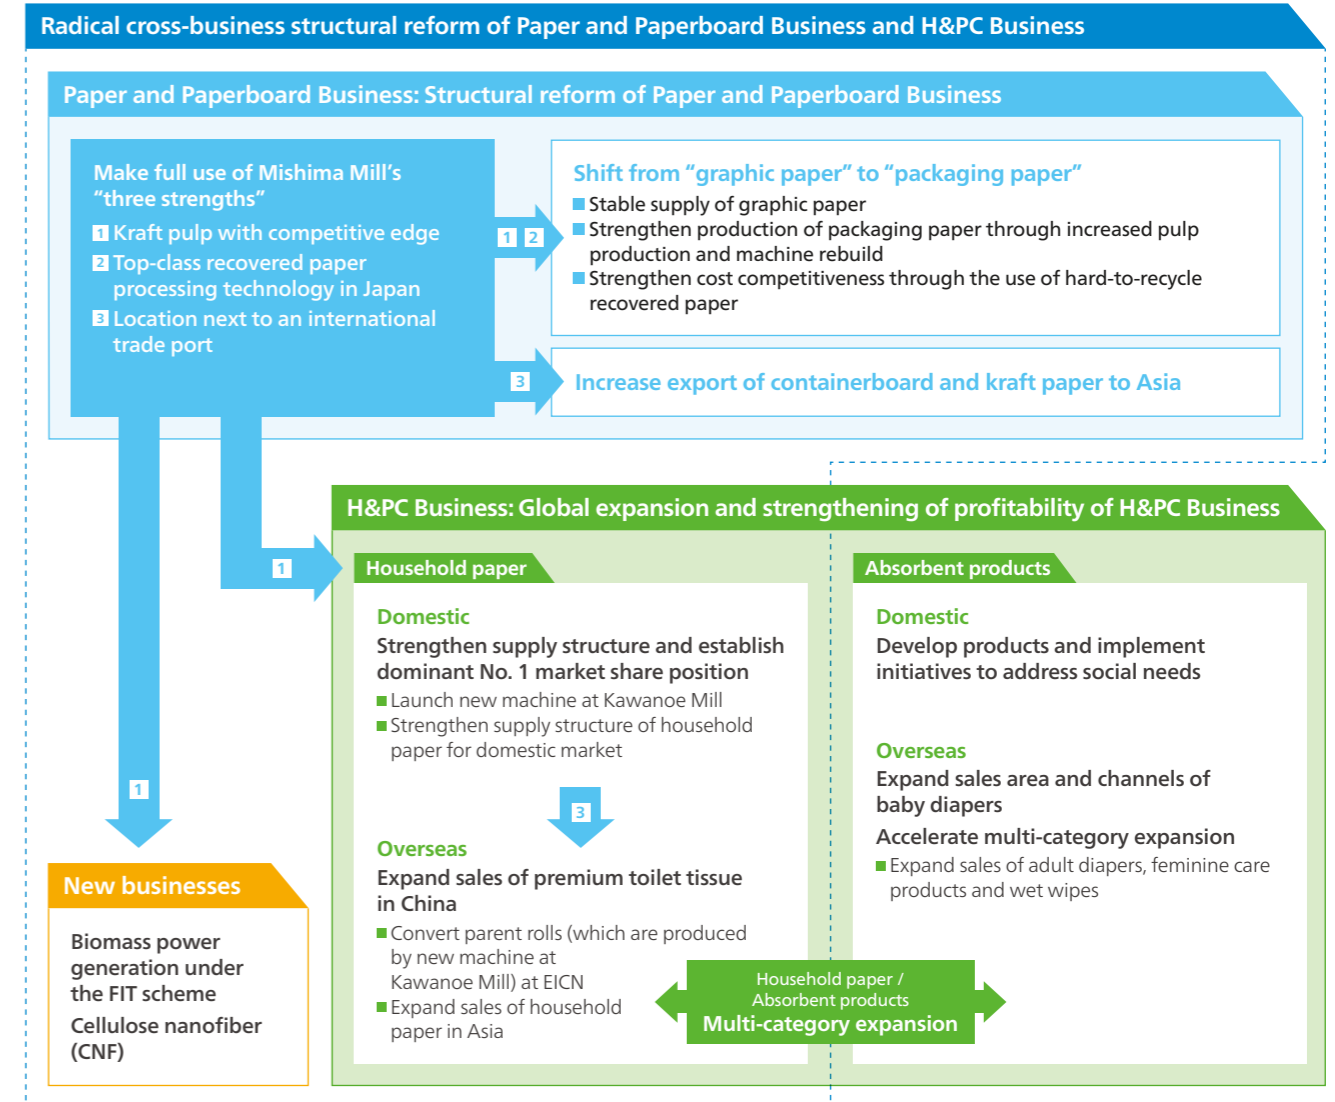 Radical cross-business structural reform of Paper and Paperboard Business and H&PC Business
Paper and Paperboard Business: Structural reform of Paper and Paperboard Business
Make full use of Mishima Mill's
"three strengths"
1 Kraft pulp with competitive edge
2 Top-class recovered paper
processing technology in Japan
3 Location next to an international
trade port
1 2
Shift from "graphic paper" to "packaging paper"
■ Stable supply of graphic paper
■ Strengthen production of packaging paper through increased pulp
production and machine rebuild
■ Strengthen cost competitiveness through the use of hard-to-recycle
recovered paper
3
Increase export of containerboard and kraft paper to Asia
H&PC Business: Global expansion and strengthening of profitability of H&PC Business
1
Household paper
Domestic
Strengthen supply structure and establish
dominant No. 1 market share position
■ Launch new machine at Kawanoe Mill
■ Strengthen supply structure of household
paper for domestic market
3
Overseas
Expand sales of premium toilet tissue
in China
■ Convert parent rolls (which are produced
by new machine at
Kawanoe Mill) at EICN
■ Expand sales of household
paper in Asia
Absorbent products
Domestic
Develop products and implement
initiatives to address social needs
Overseas
Expand sales area and channels of
baby diapers
Accelerate multi-category expansion
■ Expand sales of adult diapers, feminine care
products and wet wipes
Household paper /
Absorbent products
Multi-category expansion
1
New businesses
Biomass power
generation under
the FIT scheme
Cellulose nanofiber
(CNF)